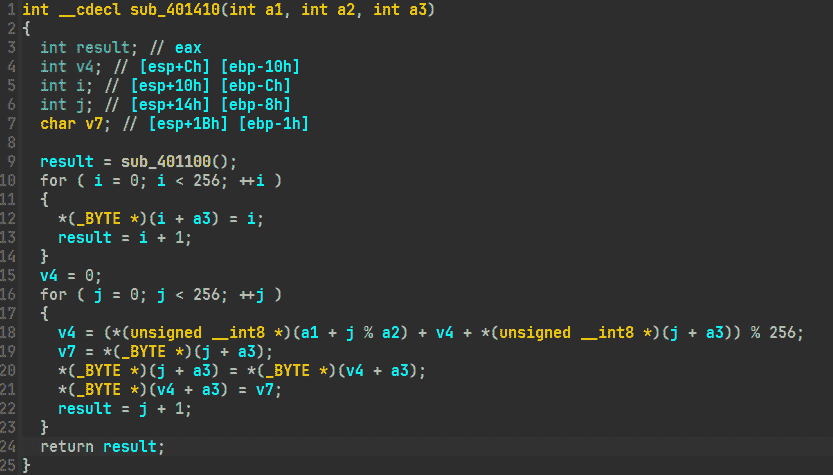 1 int __cdecl sub_401410(int a1, int a2, int a3)
2 {
3   int result; // eax
4   int v4; // [esp+Ch] [ebp-10h]
5   int i; // [esp+10h] [ebp-Ch]
6   int j; // [esp+14h] [ebp-8h]
7   char v7; // [esp+1Bh] [ebp-1h]
8
9   result = sub_401100();
10   for ( i = 0; i < 256; ++i )
11   {
12     *(_BYTE *)(i + a3) = i;
13     result = i + 1;
14   }
15   v4 = 0;
16   for ( j = 0; j < 256; ++j )
17   {
18     v4 = (*(unsigned __int8 *)(a1 + j % a2) + v4 + *(unsigned __int8 *)(j + a3)) % 256;
19     v7 = *(_BYTE *)(j + a3);
20     *(_BYTE *)(j + a3) = *(_BYTE *)(v4 + a3);
21     *(_BYTE *)(v4 + a3) = v7;
22     result = j + 1;
23   }
24   return result;
25 }